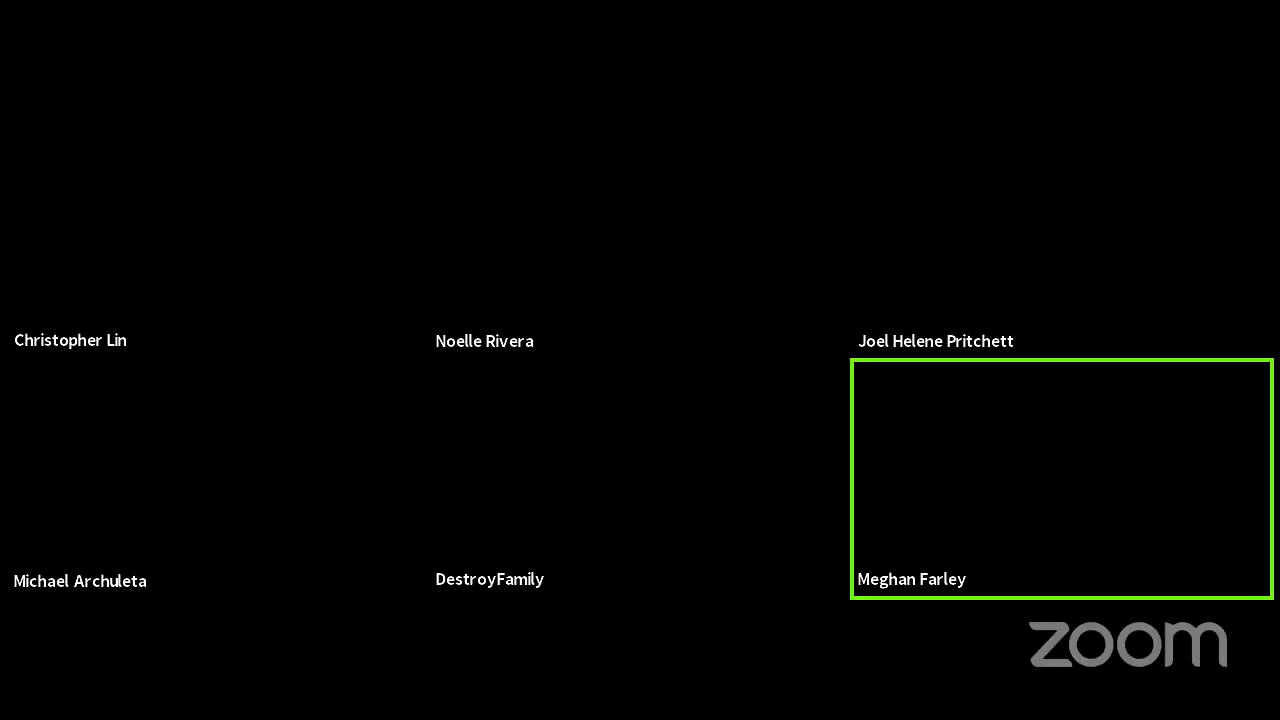 Christopher Lin
Noelle Rivera
Joel Helene Pritchett
Michael Archuleta
DestroyFamily
Meghan Farley
zoom